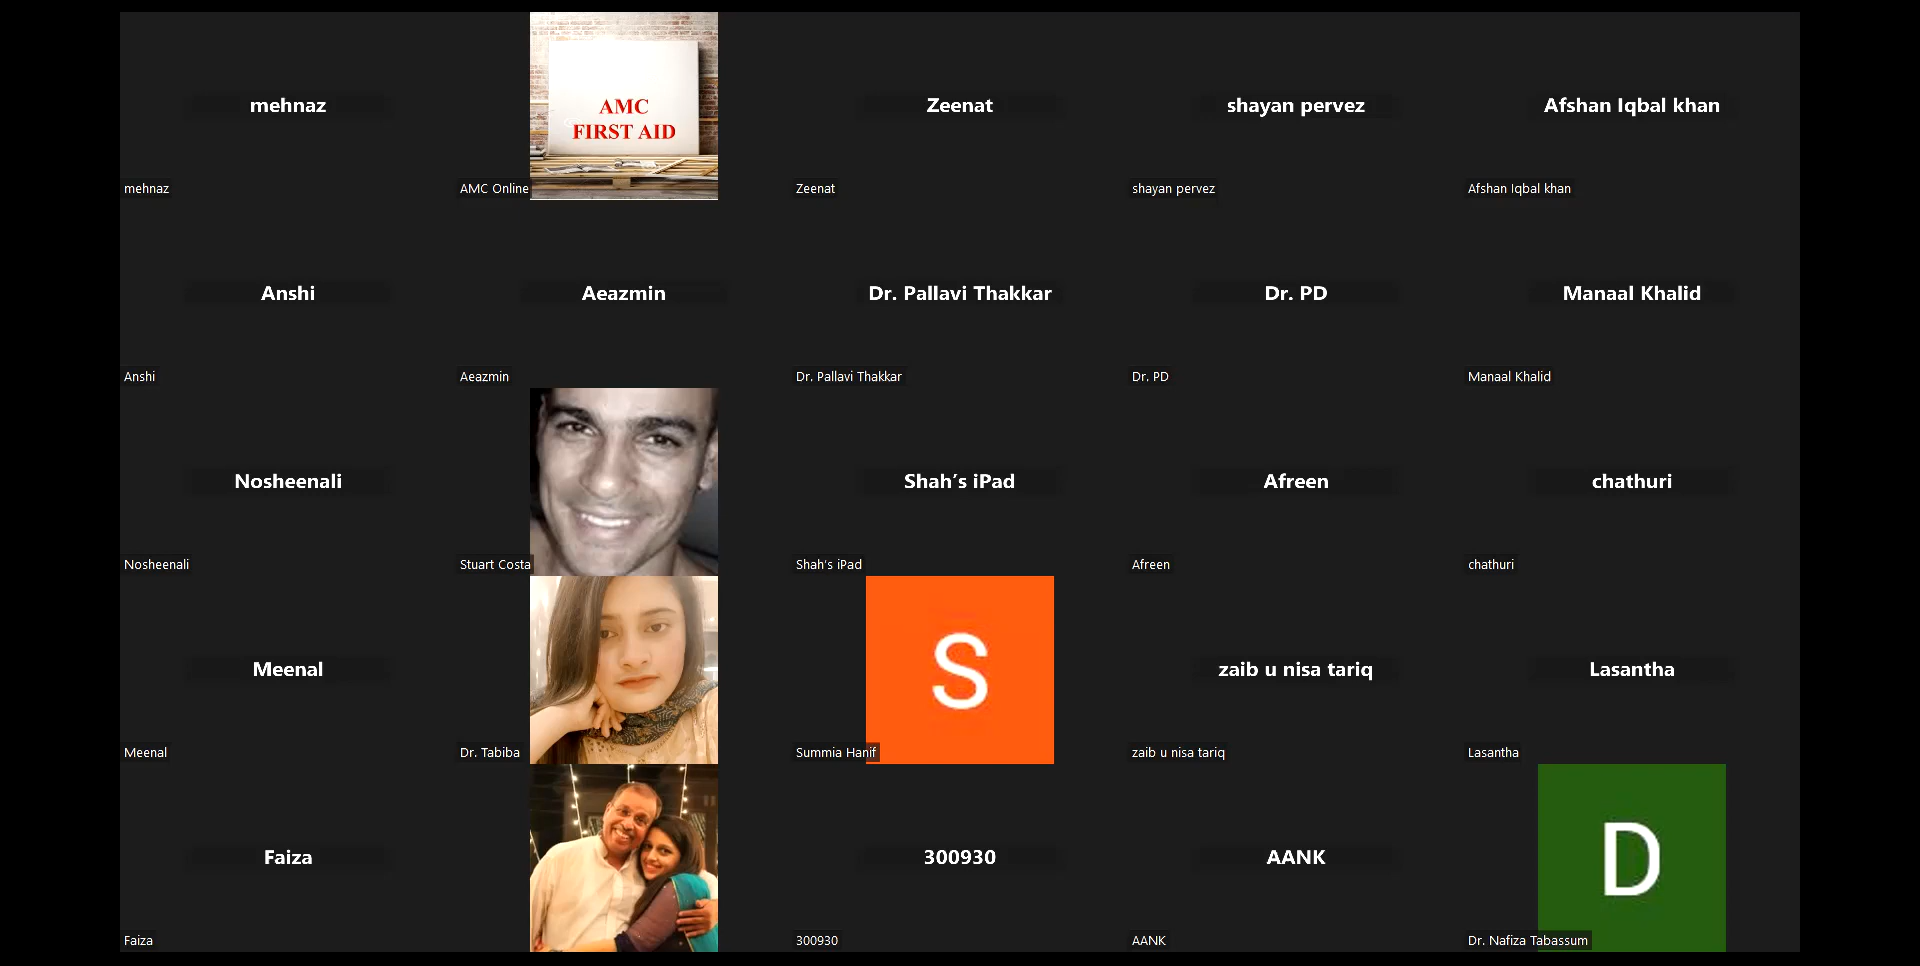 mehnaz
mehnaz
AMC
FIRST AID
AMC Online
Zeenat
Zeenat
shayan pervez
shayan pervez
Afshan Iqbal khan
Afshan Iqbal khan
Anshi
Anshi
Aeazmin
Aeazmin
Dr. Pallavi Thakkar
Dr. Pallavi Thakkar
Dr. PD
Dr. PD
Manaal Khalid
Manaal Khalid
Nosheenali
Nosheenali
Stuart Costa
Shah’s iPad
Shah's iPad
Afreen
Afreen
chathuri
chathuri
Meenal
Meenal
Dr. Tabiba
S
Summia Hanif
zaib u nisa tariq
zaib u nisa tariq
Lasantha
Lasantha
Faiza
Faiza
300930
300930
AANK
AANK
D
Dr. Nafiza Tabassum